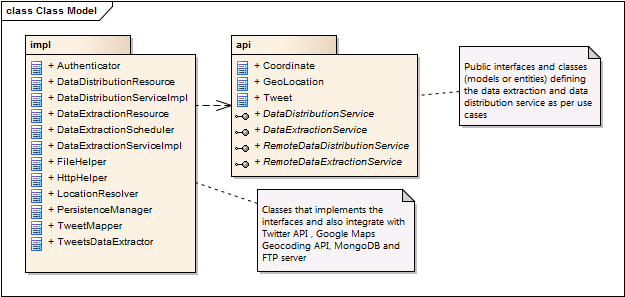 class Class Model
impl
+ Authenticator
+ DataDistributionResource
+ DataDistributionServiceImpl
+ DataExtractionResource
+ DataExtractionScheduler
+ DataExtractionServiceImpl
+ FileHelper
+ HttpHelper
+ LocationResolver
+ PersistenceManager
+ TweetMapper
+ TweetsDataExtractor
api
+ Coordinate
+ GeoLocation
+ Tweet
+ DataDistributionService
+ DataExtractionService
+ RemoteDataDistributionService
+ RemoteDataExtractionService
Public interfaces and classes
(models or entities) defining
the data extraction and data
distribution service as per use
cases
Classes that implements the
interfaces and also integrate with
Twitter API , Google Maps
Geocoding API, MongoDB and
FTP server